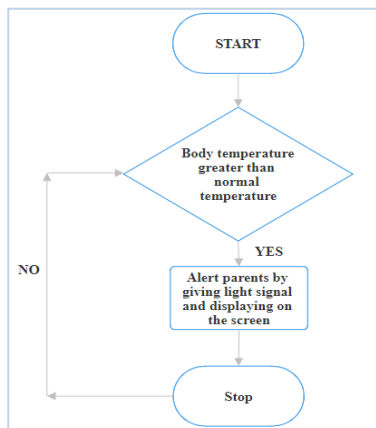 START
Body temperature
greater than
normal
temperature
YES
NO
Alert parents by
giving light signal
and displaying on
the screen
Stop